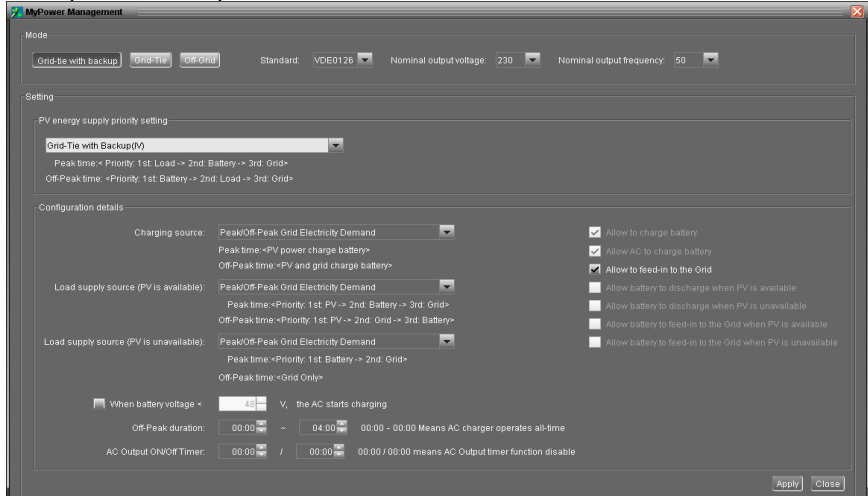 MyPower Management
Mode
Grid-tie with backup Grid-Tie Off-Grid Standard: VDE0126 Nominal output voltage: 230 Nominal output frequency: 50
Setting
PV energy supply priority setting
Grid-Tie with Backup(IV)
Peak time:< Priority: 1st: Load -> 2nd: Battery -> 3rd: Grid>
Off-Peak time: <Priority: 1st: Battery -> 2nd: Load -> 3rd: Grid>
Configuration details
Charging source: Peak/Off-Peak Grid Electricity Demand Allow to charge battery
Peak time:<PV power charge battery> Allow AC to charge battery
Off-Peak time:<PV and grid charge battery> Allow to feed-in to the Grid
Load supply source (PV is available): Peak/Off-Peak Grid Electricity Demand Allow battery to discharge when PV is available
Peak time:<Priority: 1st: PV-> 2nd: Battery -> 3rd: Grid> Allow battery to discharge when PV is unavailable
Off-Peak time:<Priority: 1st: PV-> 2nd: Grid -> 3rd: Battery> Allow battery to feed-in to the Grid when PV is available
Load supply source (PV is unavailable): Peak/Off-Peak Grid Electricity Demand Allow battery to feed-in to the Grid when PV is unavailable
Peak time:<Priority: 1st: Battery -> 2nd: Grid>
Off-Peak time:<Grid Only>
When battery voltage < 48 V, the AC starts charging
Off-Peak duration: 00:00 ~ 04:00 00:00 - 00:00 Means AC charger operates all-time
AC Output ON/Off Timer: 00:00 / 00:00 00:00 / 00:00 means AC Output timer function disable
Apply Close